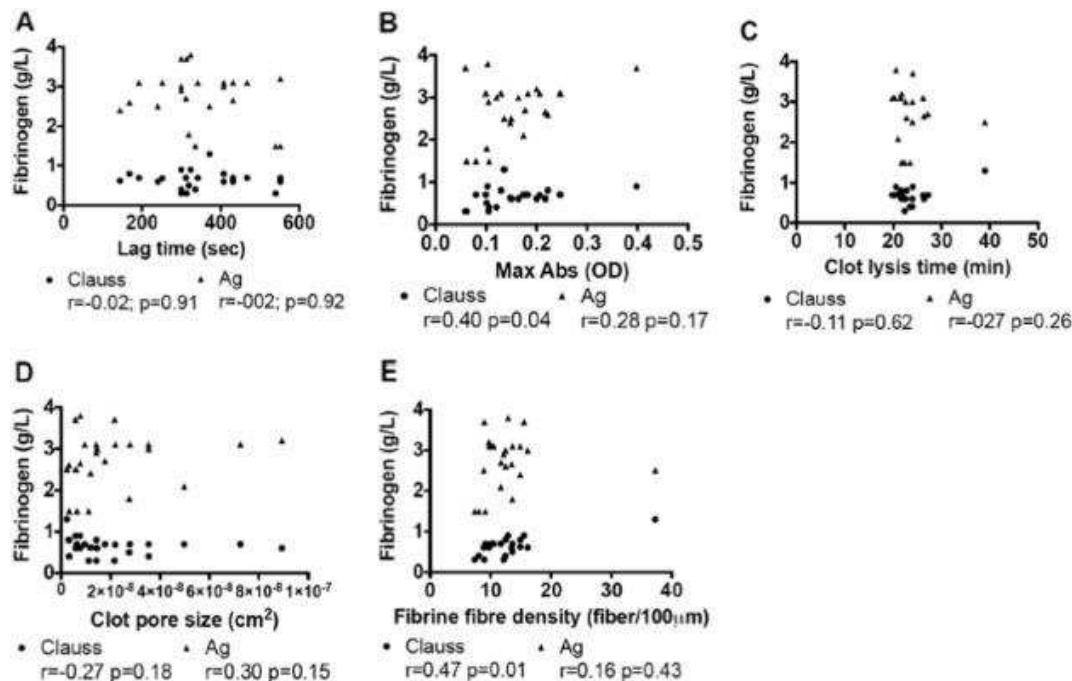 A
Fibrinogen (g/L)
4
3
2
1
0
0 200 400 600
Lag time (sec)
• Clauss ▲ Ag
r=-0.02; p=0.91 r=-002; p=0.92
B
Fibrinogen (g/L)
4
3
2
1
0
0.0 0.1 0.2 0.3 0.4 0.5
Max Abs (OD)
• Clauss ▲ Ag
r=0.40 p=0.04 r=0.28 p=0.17
C
Fibrinogen (g/L)
4
3
2
1
0
0 10 20 30 40 50
Clot lysis time (min)
• Clauss ▲ Ag
r=-0.11 p=0.62 r=-027 p=0.26
D
Fibrinogen (g/L)
4
3
2
1
0
0 2×10⁻⁸ 4×10⁻⁸ 6×10⁻⁸ 8×10⁻⁸ 1×10⁻⁷
Clot pore size (cm²)
• Clauss ▲ Ag
r=-0.27 p=0.18 r=0.30 p=0.15
E
Fibrinogen (g/L)
4
3
2
1
0
0 10 20 30 40
Fibrine fibre density (fiber/100μm)
• Clauss ▲ Ag
r=0.47 p=0.01 r=0.16 p=0.43